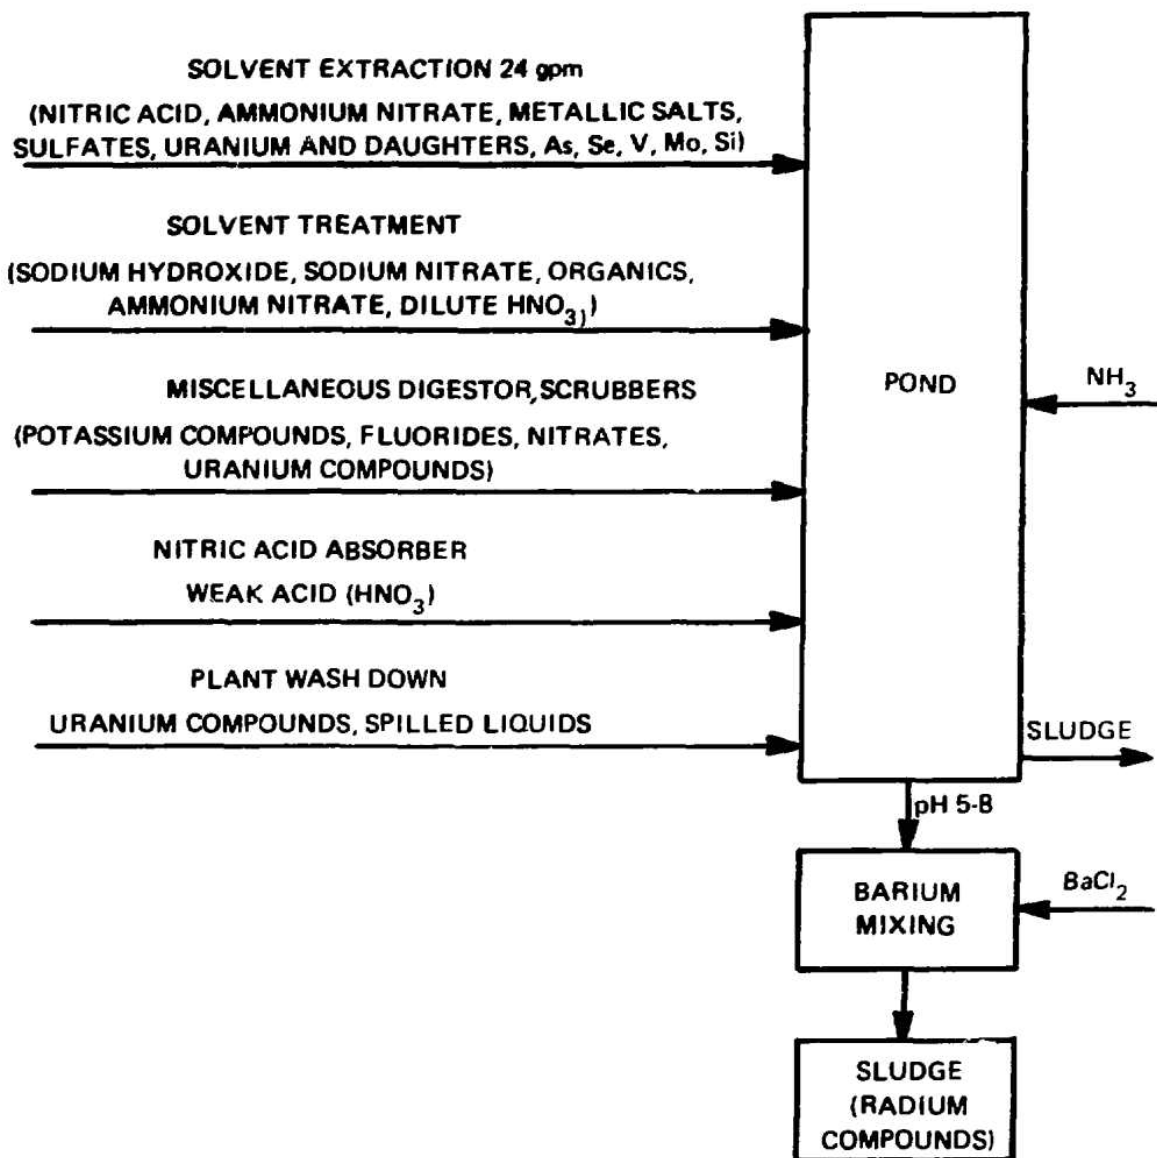 SOLVENT EXTRACTION 24 gpm
(NITRIC ACID, AMMONIUM NITRATE, METALLIC SALTS,
SULFATES, URANIUM AND DAUGHTERS, As, Se, V, Mo, Si)
SOLVENT TREATMENT
(SODIUM HYDROXIDE, SODIUM NITRATE, ORGANICS,
AMMONIUM NITRATE, DILUTE HNO3))
MISCELLANEOUS DIGESTOR, SCRUBBERS
(POTASSIUM COMPOUNDS, FLUORIDES, NITRATES,
URANIUM COMPOUNDS)
NITRIC ACID ABSORBER
WEAK ACID (HNO3)
PLANT WASH DOWN
URANIUM COMPOUNDS, SPILLED LIQUIDS
POND
NH3
SLUDGE
pH 5-8
BARIUM
MIXING
BaCl2
SLUDGE
(RADIUM
COMPOUNDS)